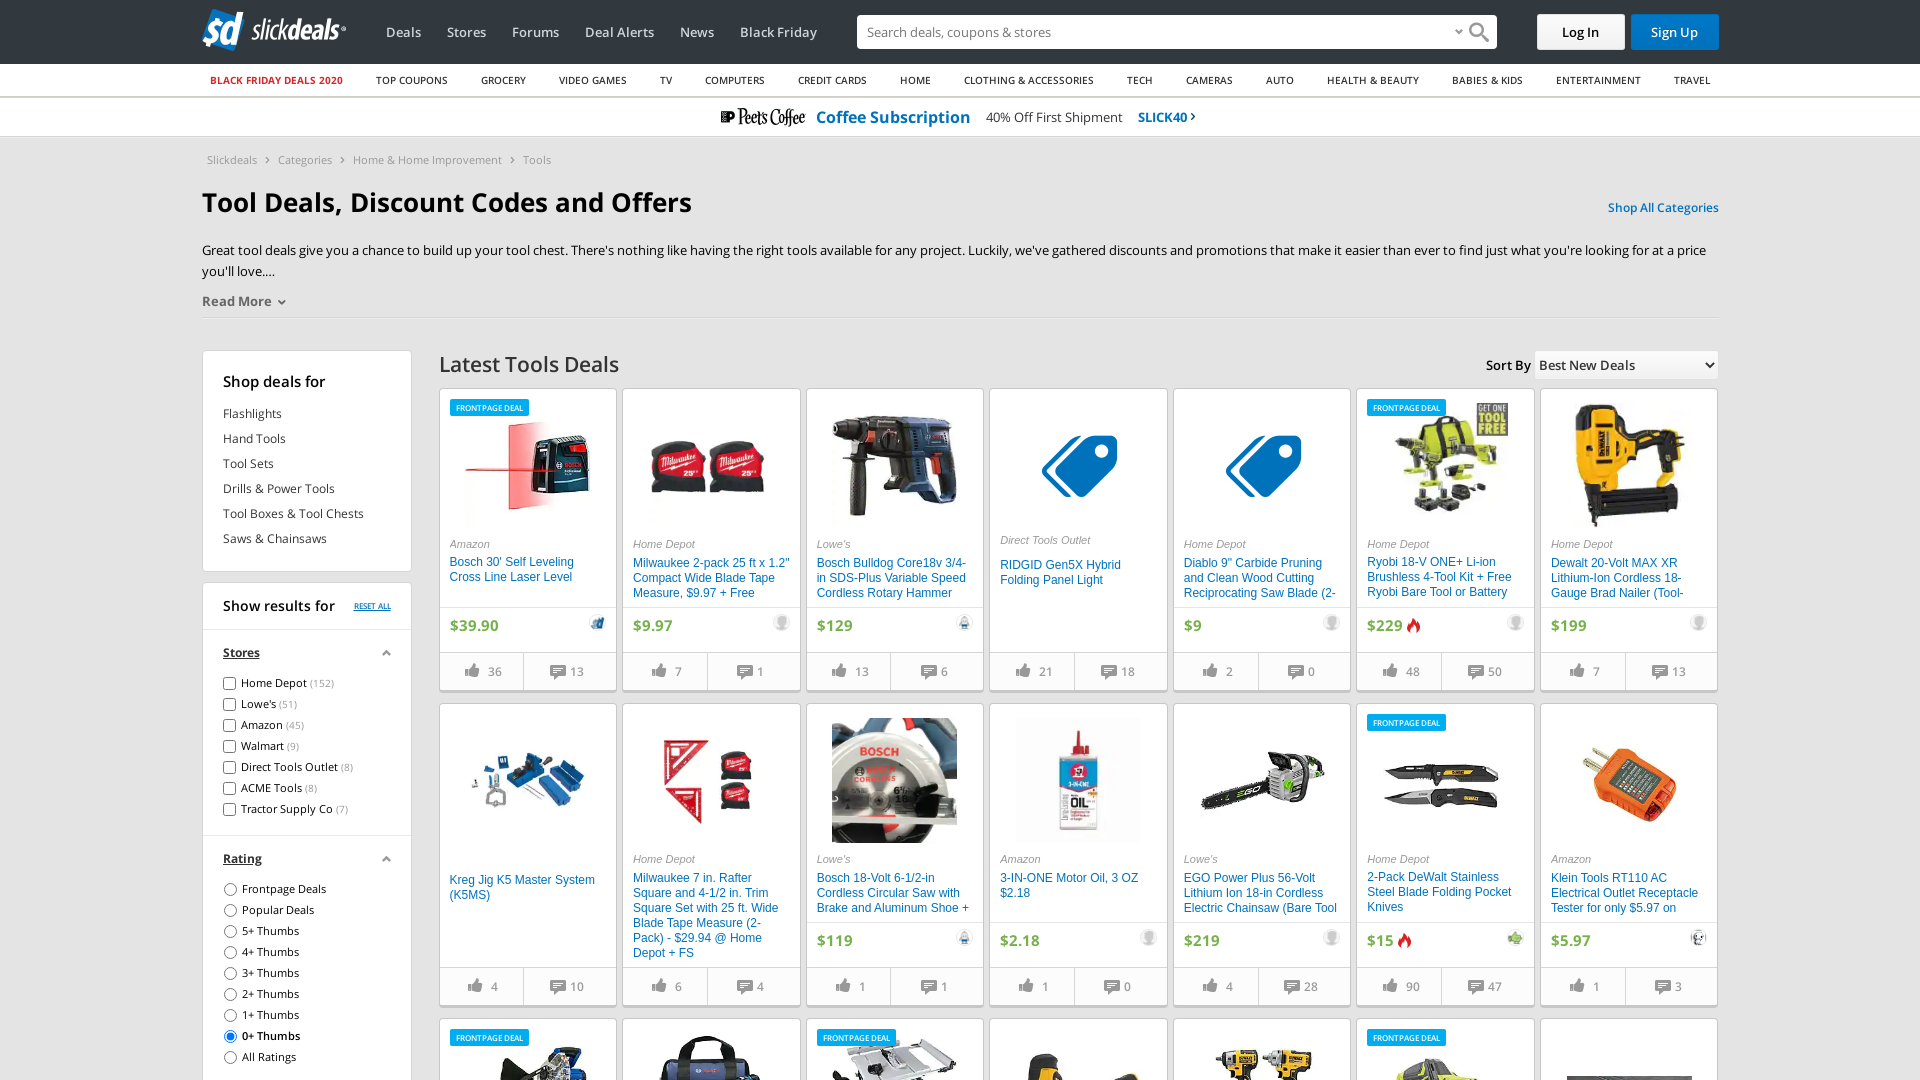 slickdeals
Deals
Stores
Forums
Deal Alerts
News
Black Friday
Search deals, coupons & stores
Log In
Sign Up
BLACK FRIDAY DEALS 2020
TOP COUPONS
GROCERY
VIDEO GAMES
TV
COMPUTERS
CREDIT CARDS
HOME
CLOTHING & ACCESSORIES
TECH
CAMERAS
AUTO
HEALTH & BEAUTY
BABIES & KIDS
ENTERTAINMENT
TRAVEL
Peet's Coffee Coffee Subscription 40% Off First Shipment SLICK40
Slickdeals > Categories > Home & Home Improvement > Tools
Tool Deals, Discount Codes and Offers
Shop All Categories
Great tool deals give you a chance to build up your tool chest. There's nothing like having the right tools available for any project. Luckily, we've gathered discounts and promotions that make it easier than ever to find just what you're looking for at a price
you'll love....
Read More
Shop deals for
Flashlights
Hand Tools
Tool Sets
Drills & Power Tools
Tool Boxes & Tool Chests
Saws & Chainsaws
Show results for
RESET ALL
Stores
Home Depot (152)
Lowe's (51)
Amazon (45)
Walmart (9)
Direct Tools Outlet (8)
ACME Tools (8)
Tractor Supply Co (7)
Rating
Frontpage Deals
Popular Deals
5+ Thumbs
4+ Thumbs
3+ Thumbs
2+ Thumbs
1+ Thumbs
0+ Thumbs
All Ratings
Latest Tools Deals
Sort By Best New Deals
FRONTPAGE DEAL
Amazon
Bosch 30' Self Leveling
Cross Line Laser Level
$39.90
36
13
Milwaukee
25'
Milwaukee
25'
Home Depot
Milwaukee 2-pack 25 ft x 1.2"
Compact Wide Blade Tape
Measure, $9.97 + Free
$9.97
7
1
Lowe's
Bosch Bulldog Core18v 3/4-
in SDS-Plus Variable Speed
Cordless Rotary Hammer
$129
13
6
Direct Tools Outlet
RIDGID Gen5X Hybrid
Folding Panel Light
21
18
Home Depot
Diablo 9" Carbide Pruning
and Clean Wood Cutting
Reciprocating Saw Blade (2-
$9
2
0
FRONTPAGE DEAL
GET ONE
TOOL
FREE
Home Depot
Ryobi 18-V ONE+ Li-ion
Brushless 4-Tool Kit + Free
Ryobi Bare Tool or Battery
$229
48
50
Home Depot
Dewalt 20-Volt MAX XR
Lithium-Ion Cordless 18-
Gauge Brad Nailer (Tool-
$199
7
13
Kreg Jig K5 Master System
(K5MS)
4
10
Home Depot
Milwaukee 7 in. Rafter
Square and 4-1/2 in. Trim
Square Set with 25 ft. Wide
Blade Tape Measure (2-
Pack) - $29.94 @ Home
Depot + FS
6
4
BOSCH
Lowe's
Bosch 18-Volt 6-1/2-in
Cordless Circular Saw with
Brake and Aluminum Shoe +
$119
1
1
3-IN-ONE
OIL
Amazon
3-IN-ONE Motor Oil, 3 OZ
$2.18
$2.18
1
0
EGO
Lowe's
EGO Power Plus 56-Volt
Lithium Ion 18-in Cordless
Electric Chainsaw (Bare Tool
$219
4
28
FRONTPAGE DEAL
Home Depot
2-Pack DeWalt Stainless
Steel Blade Folding Pocket
Knives
$15
90
47
Amazon
Klein Tools RT110 AC
Electrical Outlet Receptacle
Tester for only $5.97 on
$5.97
1
3
FRONTPAGE DEAL
FRONTPAGE DEAL
FRONTPAGE DEAL